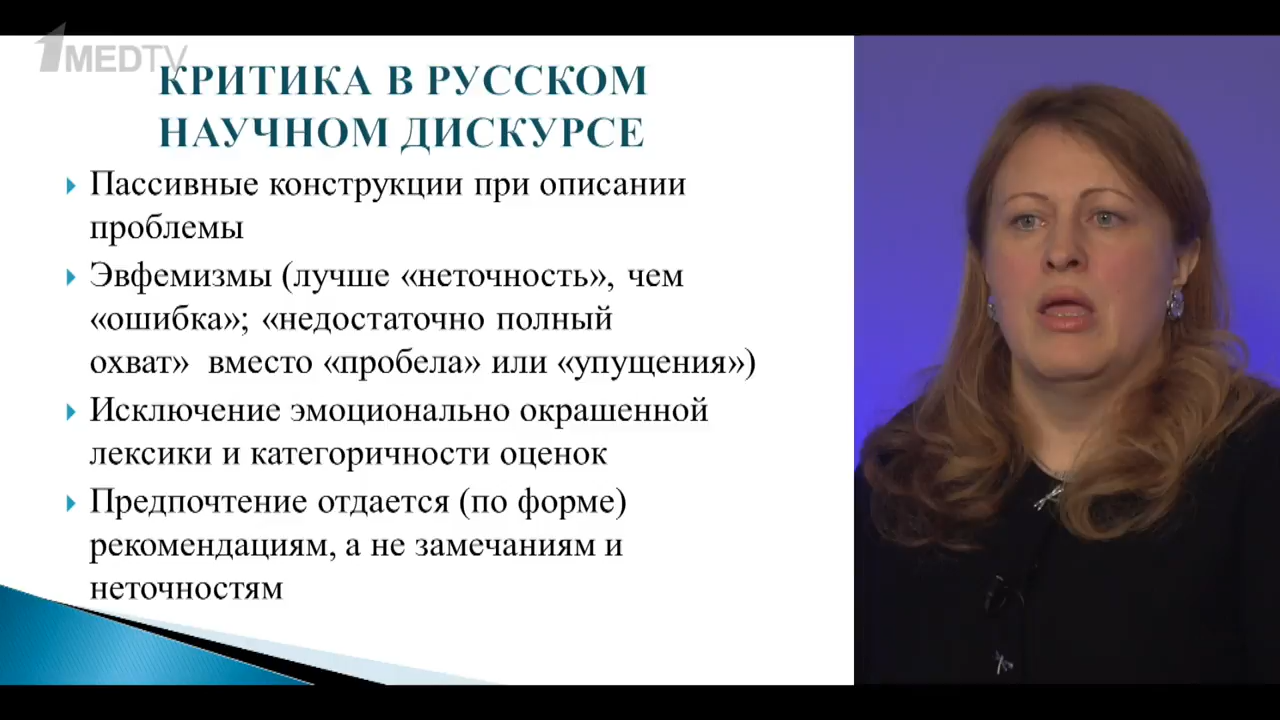 1MEDTV
КРИТИКА В РУССКОМ
НАУЧНОМ ДИСКУРСЕ
Пассивные конструкции при описании
проблемы
Эвфемизмы (лучше «неточность», чем
«ошибка»; «недостаточно полный
охват»  вместо «пробела» или «упущения»)
Исключение эмоционально окрашенной
лексики и категоричности оценок
Предпочтение отдается (по форме)
рекомендациям, а не замечаниям и
неточностям